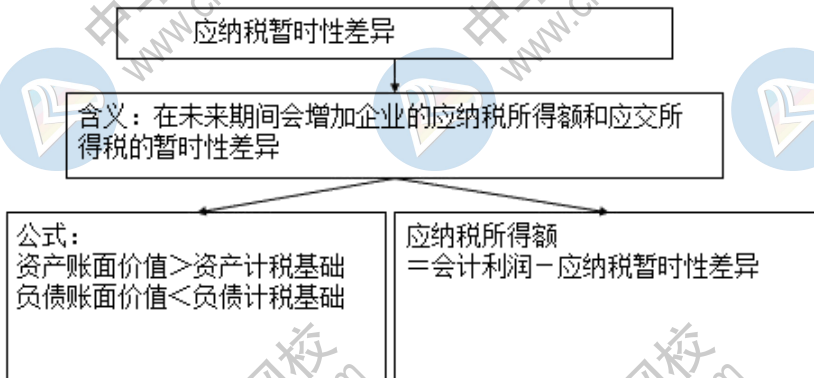 应纳税暂时性差异
含义：在未来期间会增加企业的应纳税所得额和应交所
得税的暂时性差异
公式：
资产账面价值＞资产计税基础
负债账面价值＜负债计税基础
应纳税所得额
＝会计利润－应纳税暂时性差异